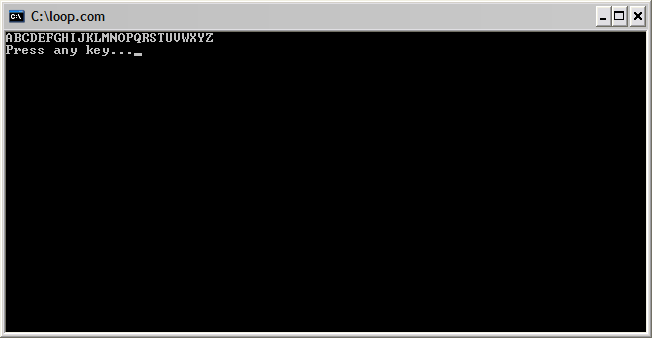 C:\loop.com
ABCDEFGHIJKLMNOPQRSTUVWXYZ
Press any key..._